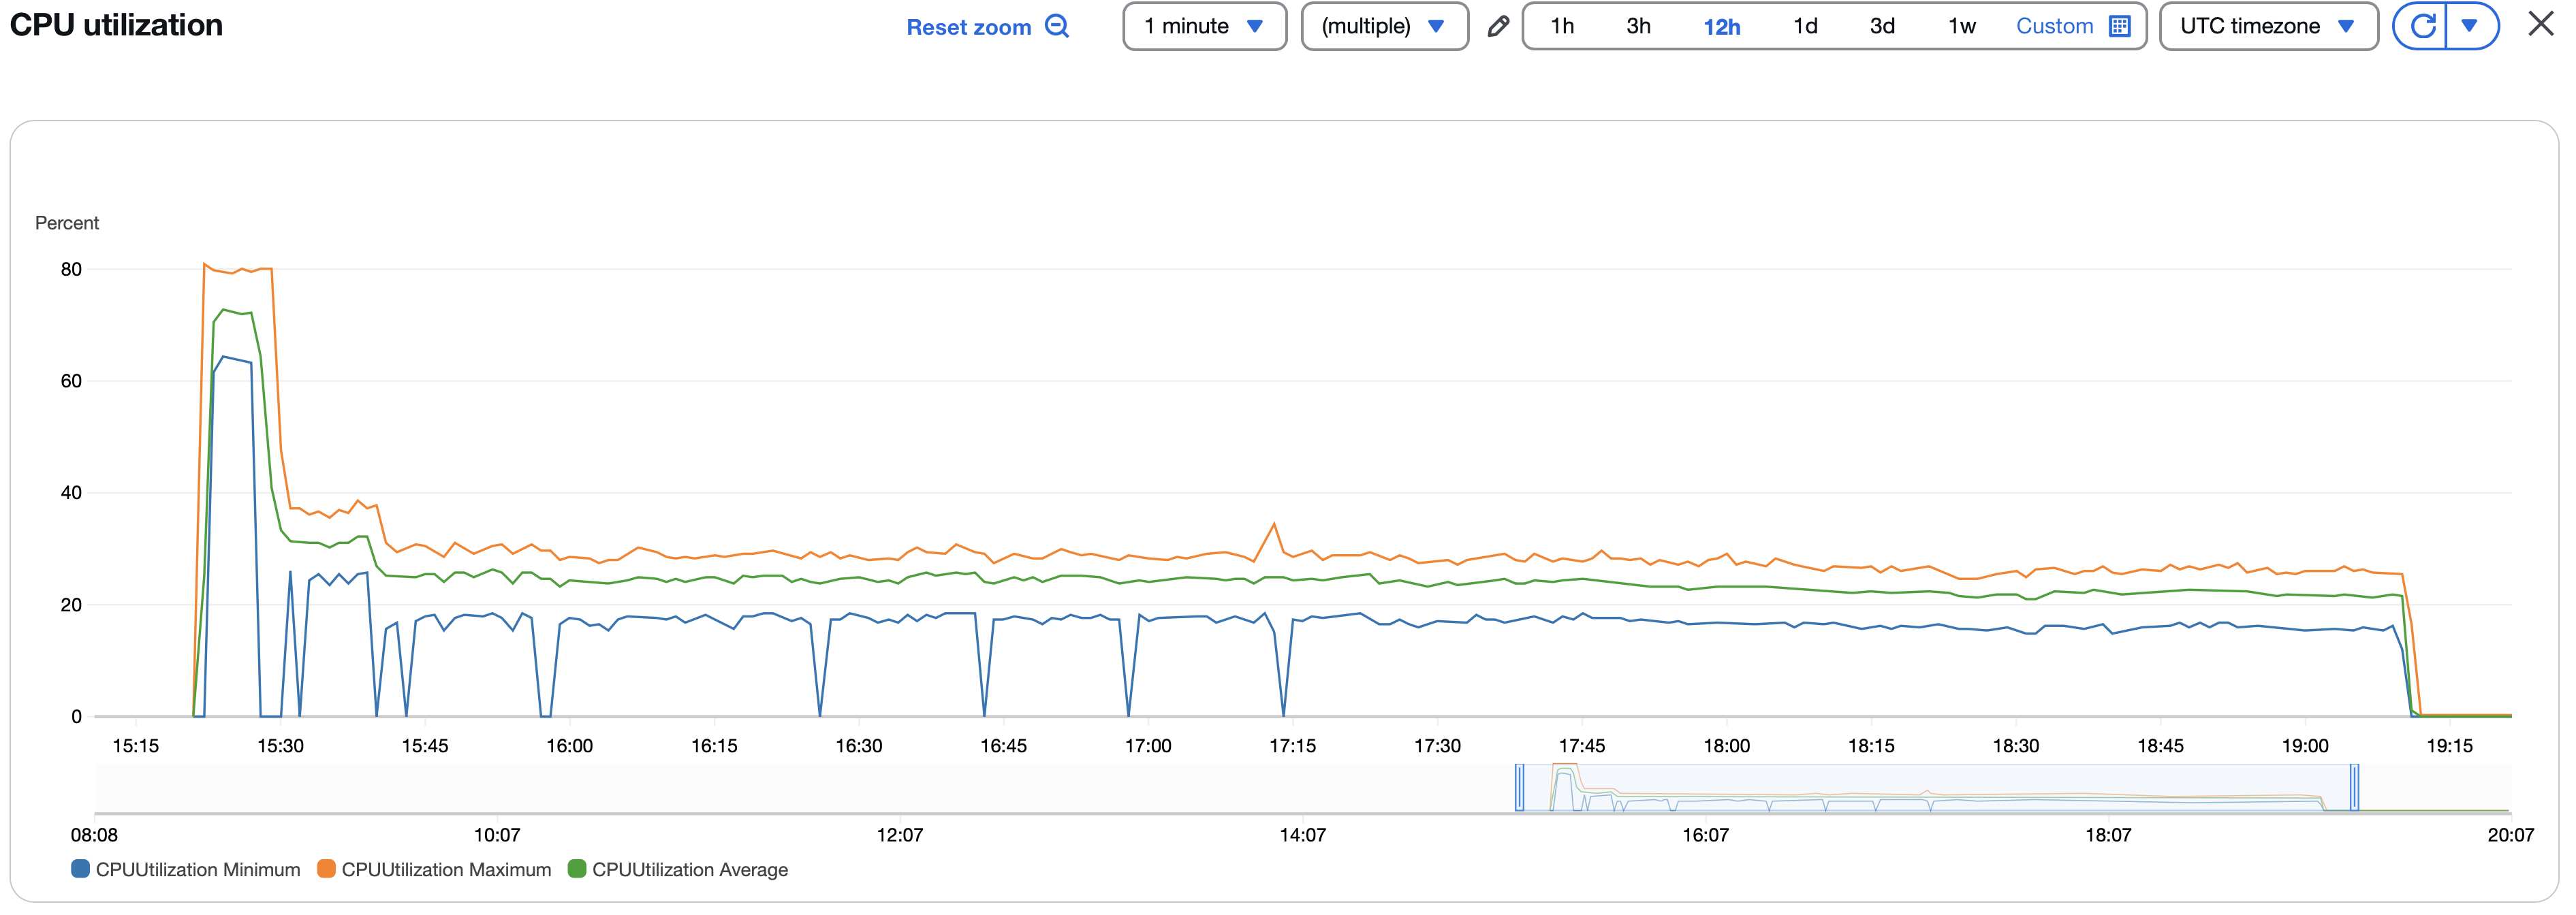 CPU utilization Reset zoom 1 minute (multiple) 1h 3h 12h 1d 3d 1w Custom UTC timezone
Percent
80
60
40
20
0
15:15 15:30 15:45 16:00 16:15 16:30 16:45 17:00 17:15 17:30 17:45 18:00 18:15 18:30 18:45 19:00 19:15
08:08 10:07 12:07 14:07 16:07 18:07 20:07
CPUUtilization Minimum CPUUtilization Maximum CPUUtilization Average